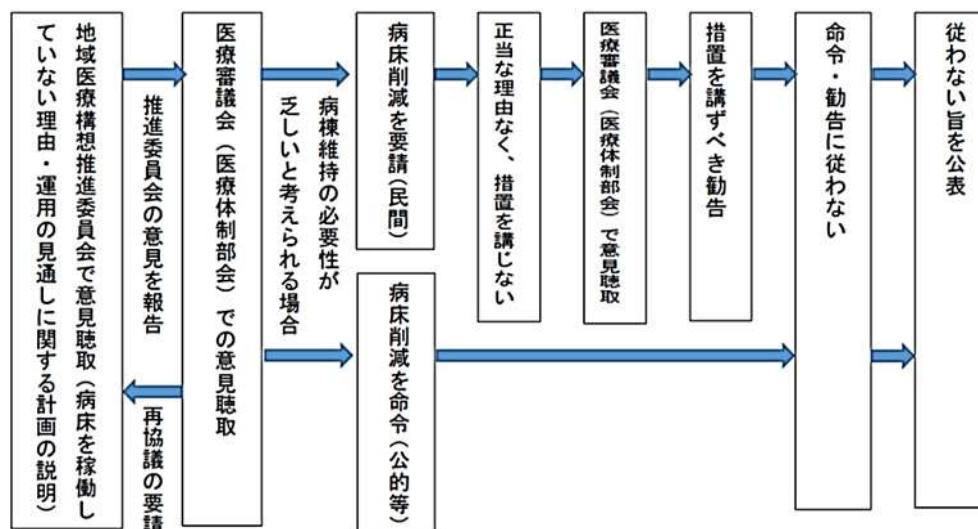 地域医療構想推進委員会で意見聴取（病床を稼働し
ていない理由・運用の見通しに関する計画の説明）
推進委員会の意見を報告
再協議の要請
医療審議会（医療体制部会）での意見聴取
病棟維持の必要性が
乏しいと考えられる場合
病床削減を要請（民間）
病床削減を命令（公的等）
正当な理由なく、措置を講じない
医療審議会（医療体制部会）で意見聴取
措置を講ずべき勧告
命令・勧告に従わない
従わない旨を公表